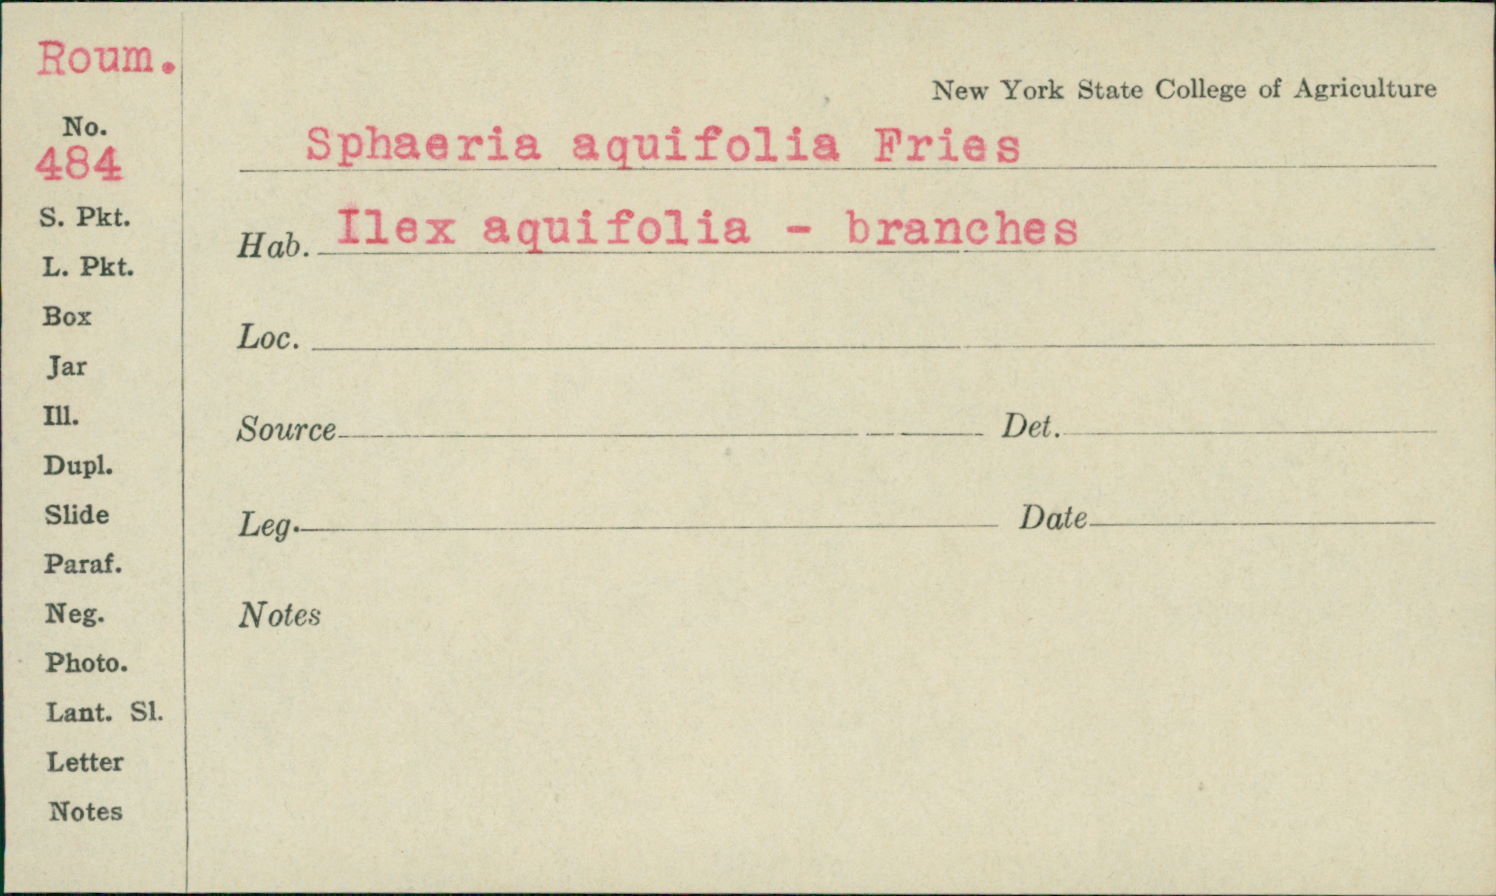 Roum.
New York State College of Agriculture
No.
484
Sphaeria aquifolia Fries
S. Pkt.
Hab. Ilex aquifolia - branches
L. Pkt.
Box
Loc.
Jar
Ill.
Source Det.
Dupl.
Slide
Leg. Date
Paraf.
Neg.
Notes
Photo.
Lant. Sl.
Letter
Notes